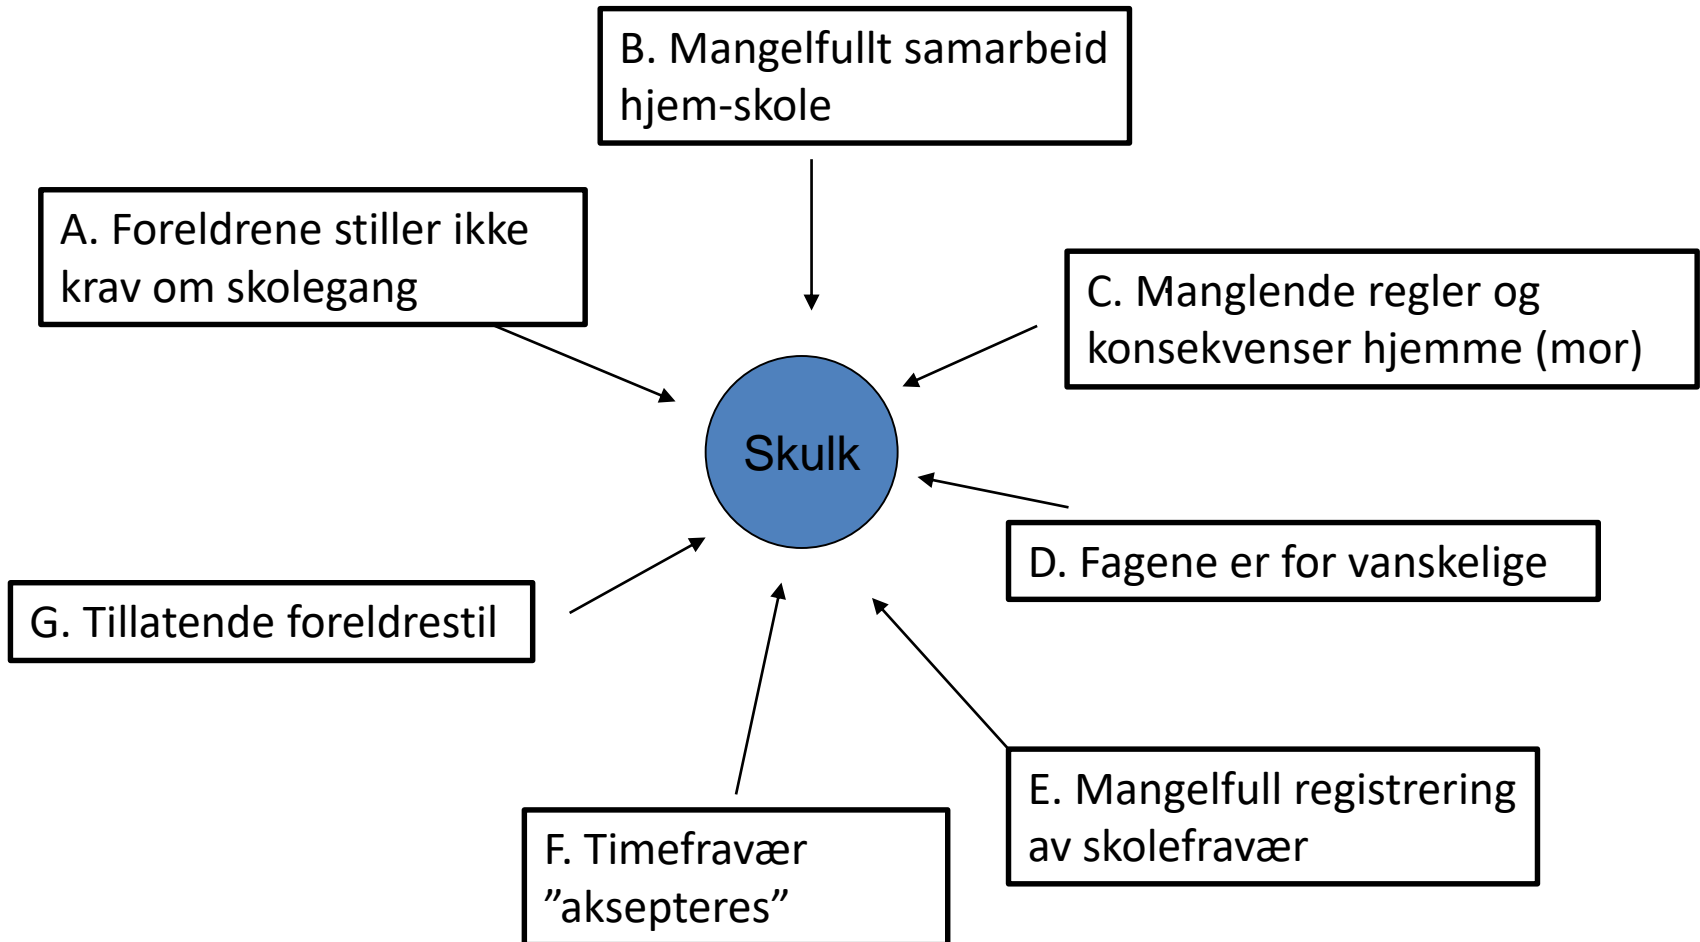 B. Mangelfullt samarbeid
hjem-skole
A. Foreldrene stiller ikke
krav om skolegang
C. Manglende regler og
konsekvenser hjemme (mor)
Skulk
D. Fagene er for vanskelige
G. Tillatende foreldrestil
E. Mangelfull registrering
av skolefravær
F. Timefravær
”aksepteres”